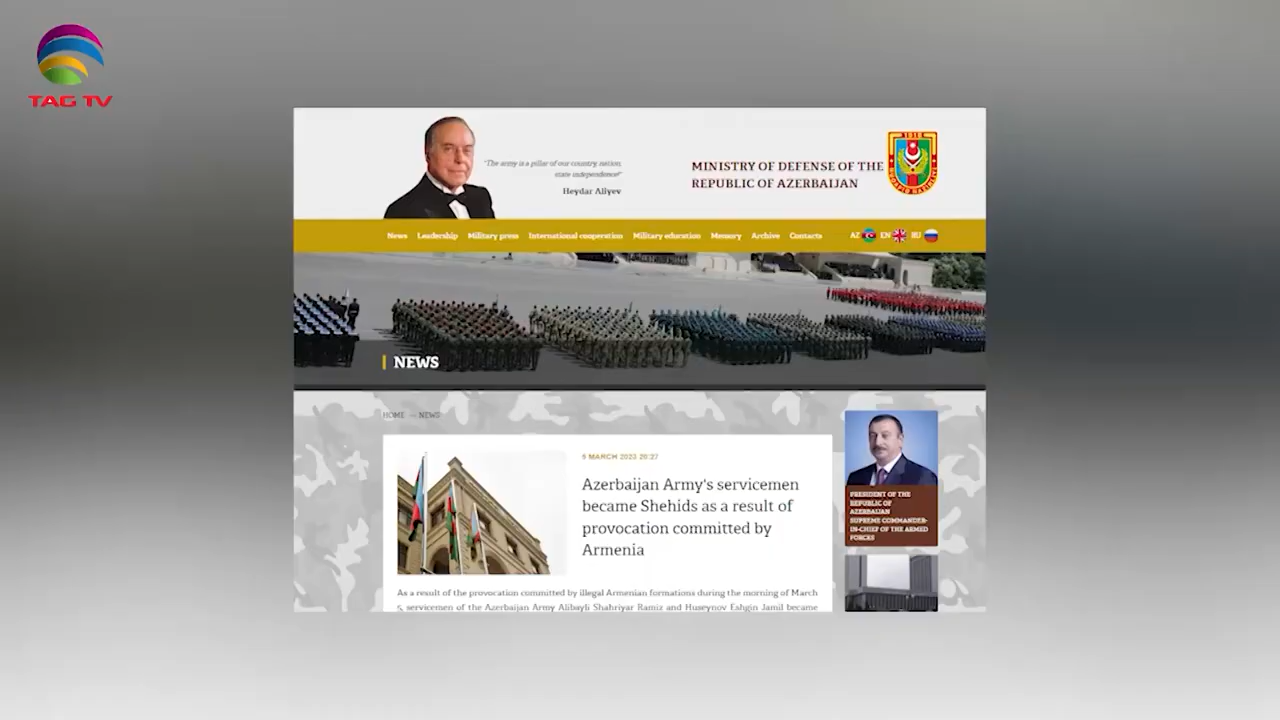 TAG TV
"The army is a pillar of our country, nation,
state independence!"
Heydar Aliyev
MINISTRY OF DEFENSE OF THE
REPUBLIC OF AZERBAIJAN
1918
News Leadership Military press International cooperation Military education Memory Archive Contacts AZ EN RU
NEWS
HOME — NEWS
5 MARCH 2023 20:27
Azerbaijan Army's servicemen
became Shehids as a result of
provocation committed by
Armenia
As a result of the provocation committed by illegal Armenian formations during the morning of March
5, servicemen of the Azerbaijan Army Alibayli Shahriyar Ramiz and Huseynov Eshgin Jamil became
PRESIDENT OF THE
REPUBLIC OF
AZERBAIJAN
SUPREME COMMANDER-
IN-CHIEF OF THE ARMED
FORCES